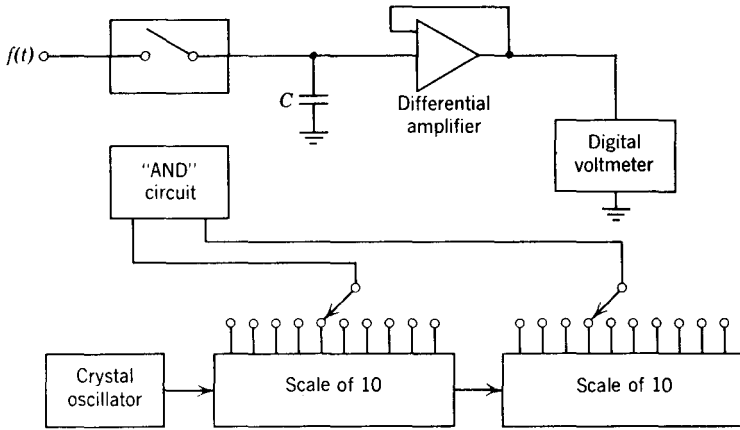 f(t)
C
Differential
amplifier
Digital
voltmeter
"AND"
circuit
Crystal
oscillator
Scale of 10
Scale of 10